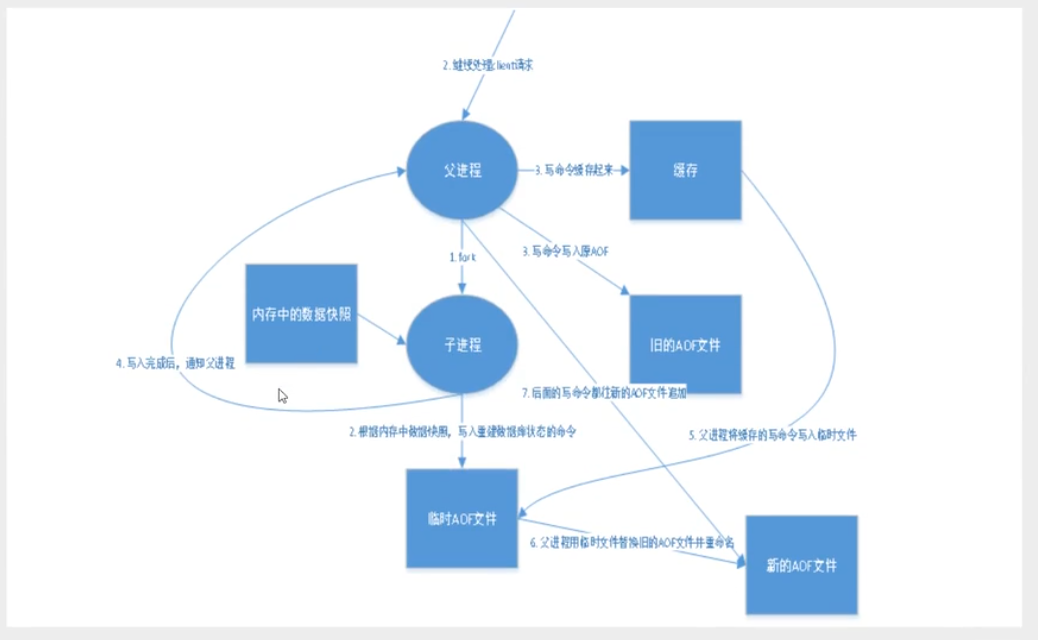 2. 继续处理client请求
父进程
3. 写命令缓存起来
缓存
1. fork
3. 写命令写入原AOF
内存中的数据快照
子进程
旧的AOF文件
4. 写入完成后，通知父进程
7. 后面的写命令都往新的AOF文件追加
2. 根据内存中数据快照，写入重建数据库状态的命令
5. 父进程将缓存的写命令写入临时文件
临时AOF文件
6. 父进程用临时文件替换旧的AOF文件并重命名
新的AOF文件